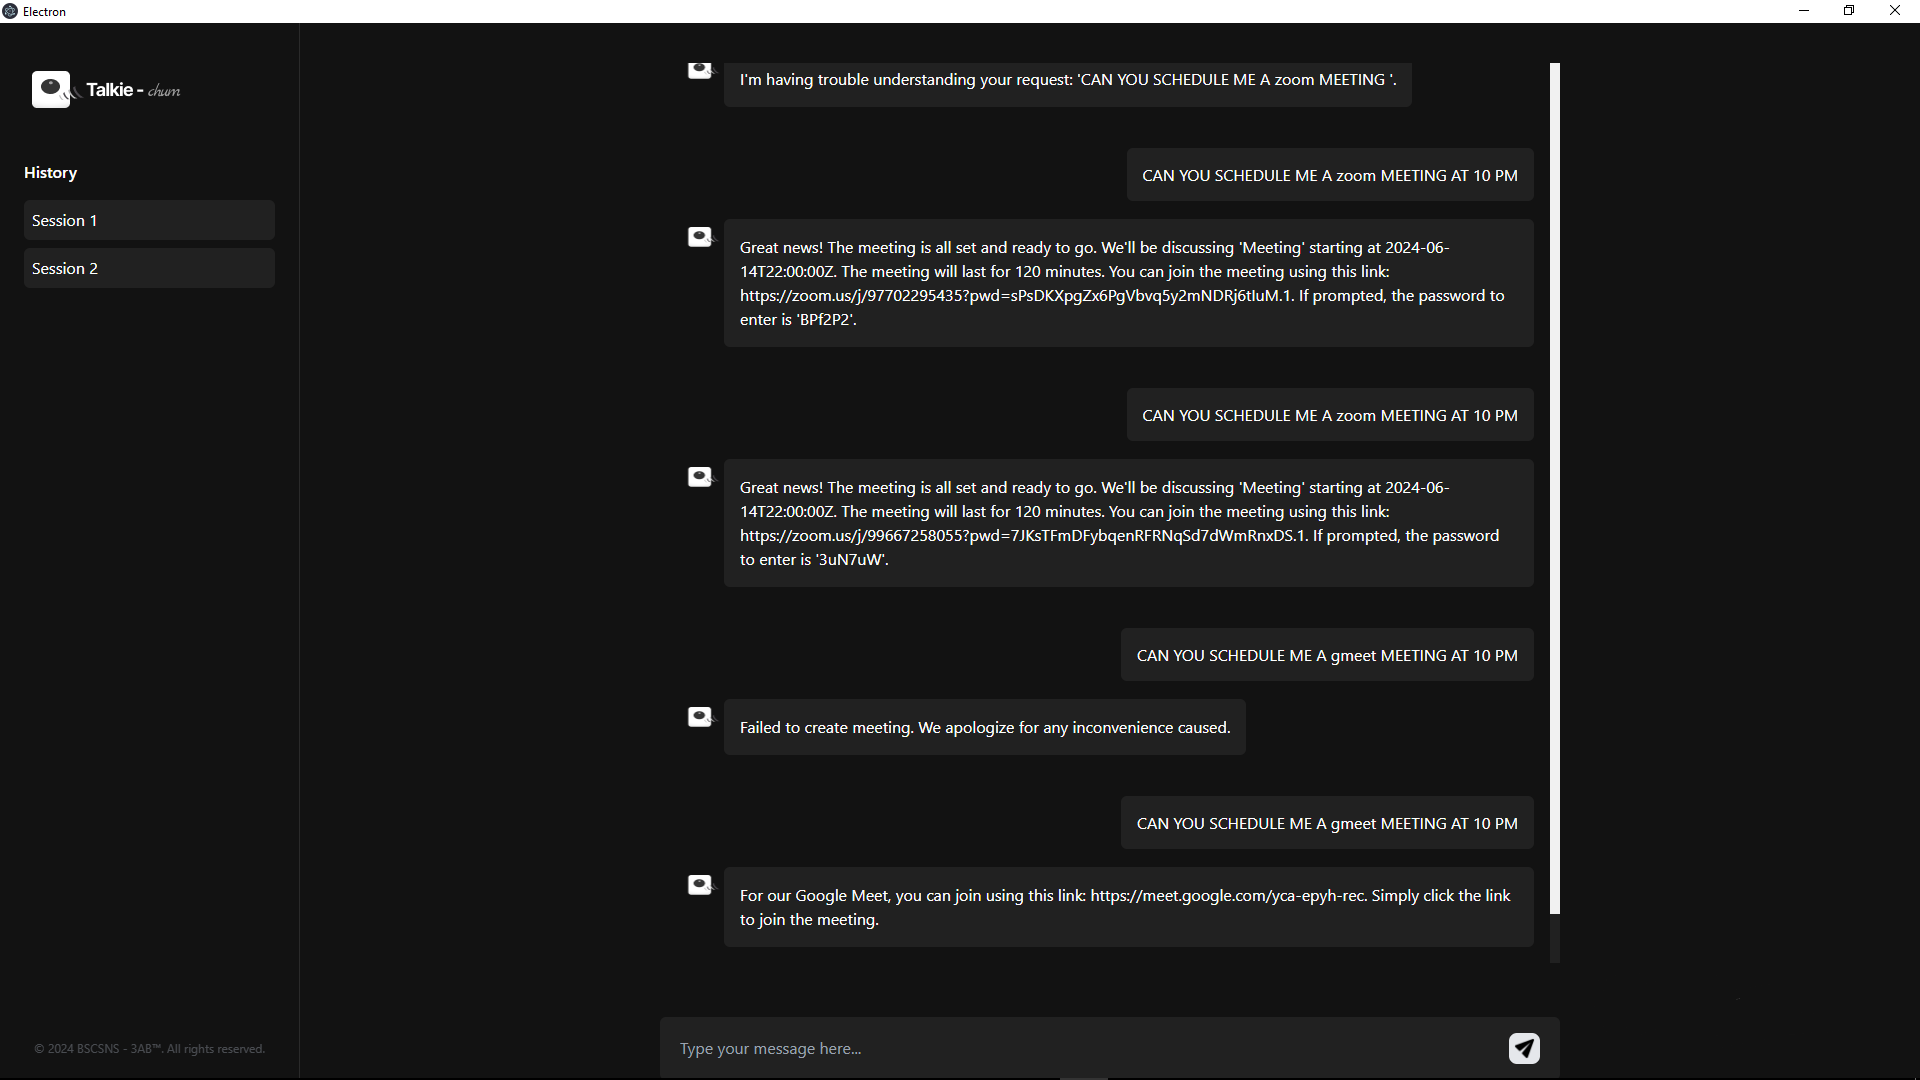 Electron
Talkie - chum
History
Session 1
Session 2
© 2024 BSCSNS - 3AB™. All rights reserved.
I'm having trouble understanding your request: 'CAN YOU SCHEDULE ME A zoom MEETING '.
CAN YOU SCHEDULE ME A zoom MEETING AT 10 PM
Great news! The meeting is all set and ready to go. We'll be discussing 'Meeting' starting at 2024-06-
14T22:00:00Z. The meeting will last for 120 minutes. You can join the meeting using this link:
https://zoom.us/j/97702295435?pwd=sPsDKXpgZx6PgVbvq5y2mNDRj6tIuM.1. If prompted, the password to
enter is 'BPf2P2'.
CAN YOU SCHEDULE ME A zoom MEETING AT 10 PM
Great news! The meeting is all set and ready to go. We'll be discussing 'Meeting' starting at 2024-06-
14T22:00:00Z. The meeting will last for 120 minutes. You can join the meeting using this link:
https://zoom.us/j/99667258055?pwd=7JKsTFmDFybqenRFRNqSd7dWmRnxDS.1. If prompted, the password
to enter is '3uN7uW'.
CAN YOU SCHEDULE ME A gmeet MEETING AT 10 PM
Failed to create meeting. We apologize for any inconvenience caused.
CAN YOU SCHEDULE ME A gmeet MEETING AT 10 PM
For our Google Meet, you can join using this link: https://meet.google.com/yca-epyh-rec. Simply click the link
to join the meeting.
Type your message here...